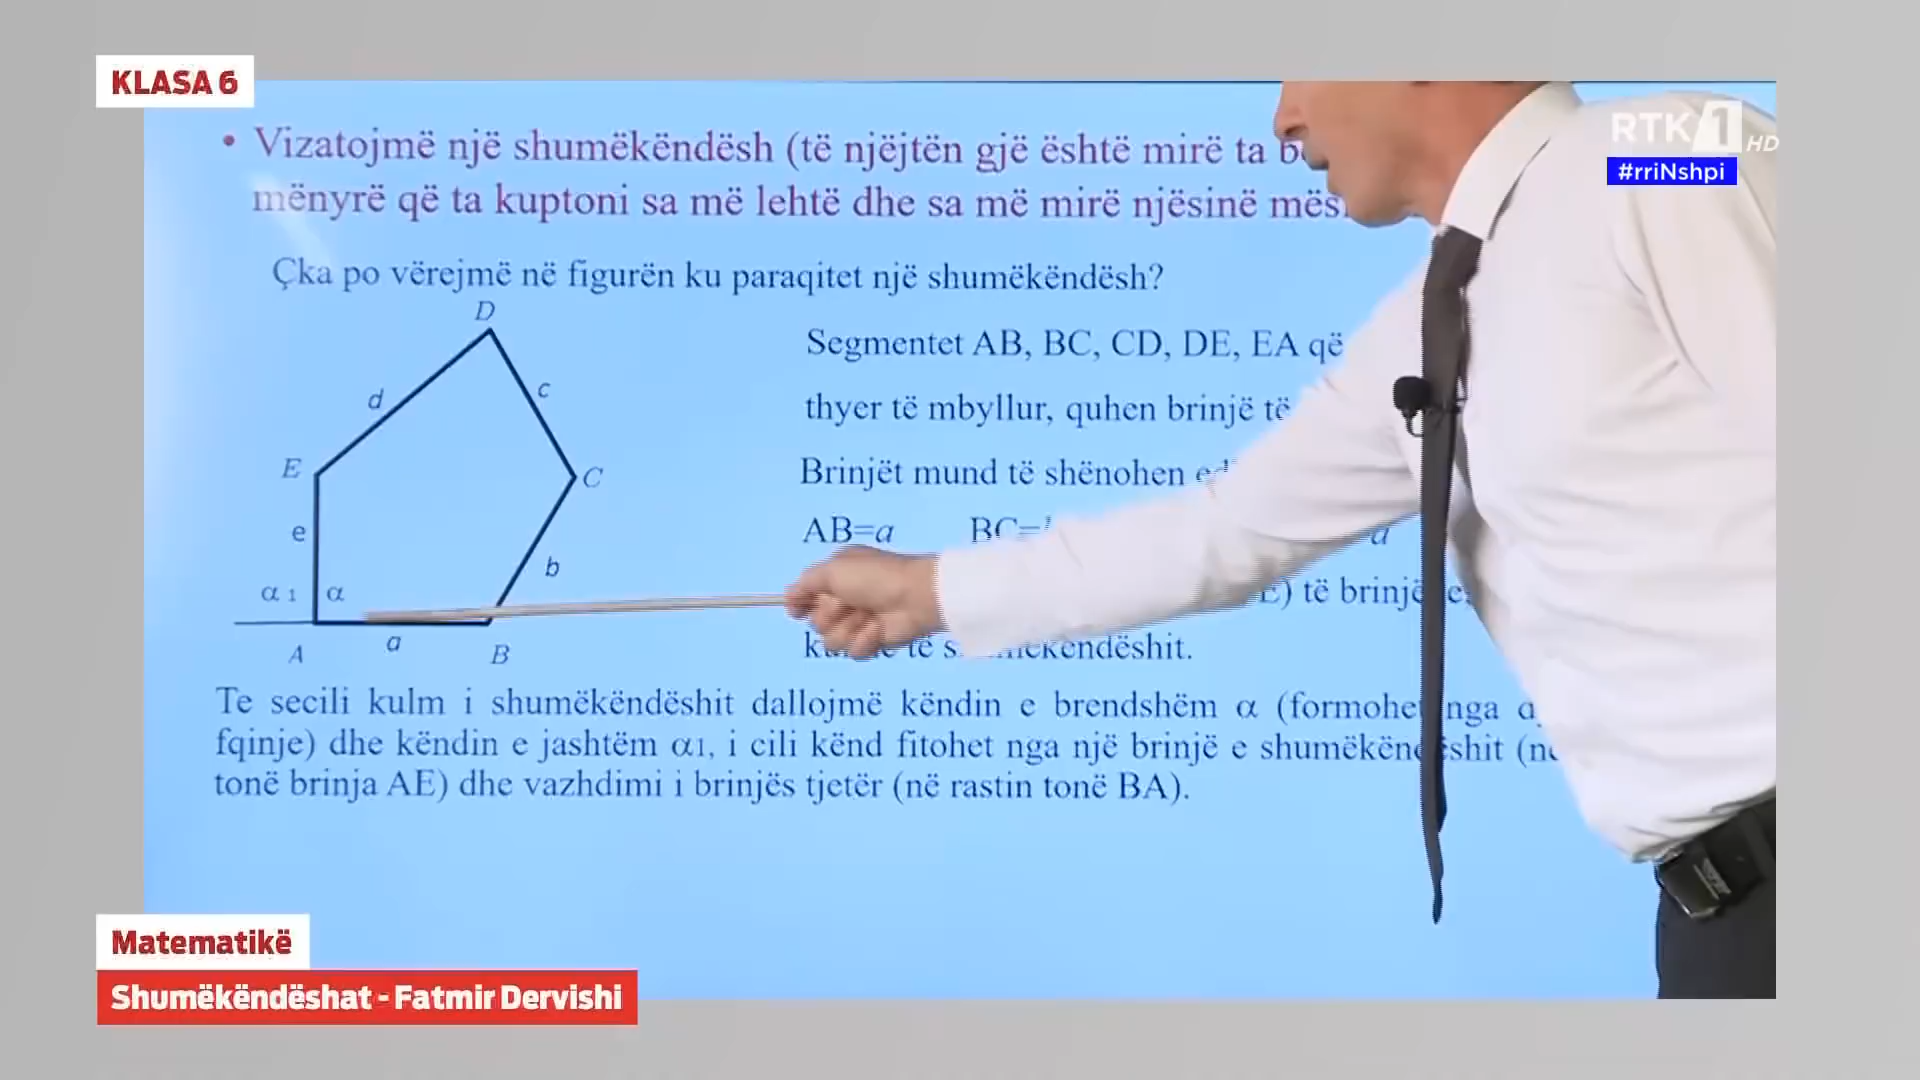 KLASA 6
RTK 1 HD
#rriNshpi
• Vizatojmë një shumëkëndësh (të njëjtën gjë është mirë ta
mënyrë që ta kuptoni sa më lehtë dhe sa më mirë njësinë
Çka po vërejmë në figurën ku paraqitet një shumëkëndësh?
D
d
c
E
C
e
b
α1 α
a
A
B
Segmentet AB, BC, CD, DE, EA që
thyer të mbyllur, quhen brinjë të
Brinjët mund të shënohen
AB=a BC=
a
E) të brinjë
të shumëkëndëshit.
Te secili kulm i shumëkëndëshit dallojmë këndin e brendshëm α (formohet nga
fqinje) dhe këndin e jashtëm α1, i cili kënd fitohet nga një brinjë e shumëkëndëshit
tonë brinja AE) dhe vazhdimi i brinjës tjetër (në rastin tonë BA).
Matematikë
Shumëkëndëshat - Fatmir Dervishi